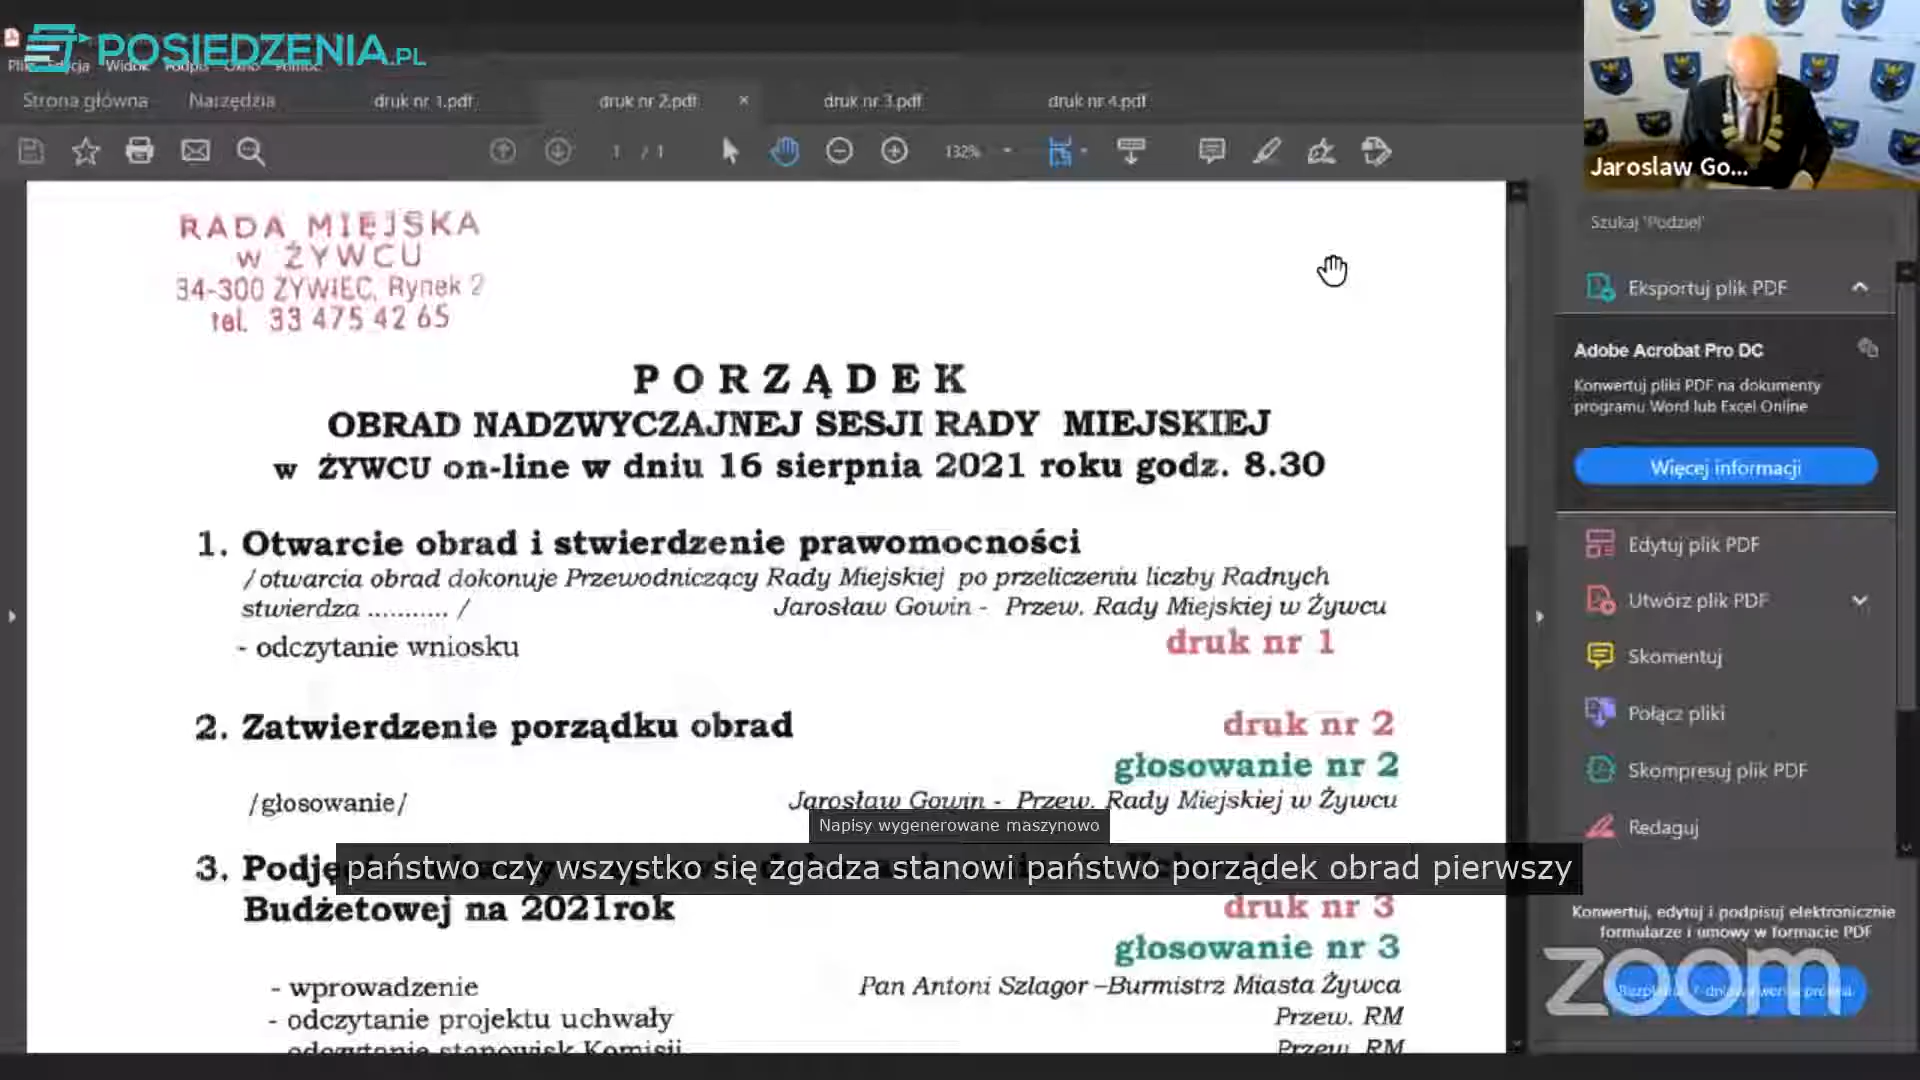 POSIEDZENIA.PL
Widok Podpis Okno Pomoc
Strona główna Narzędzia druk nr 1.pdf druk nr 2.pdf × druk nr 3.pdf druk nr 4.pdf
1 / 1 132%
Jaroslaw Go...
RADA MIEJSKA
w ŻYWCU
34-300 ŻYWIEC, Rynek 2
tel. 33 475 42 65
PORZĄDEK
OBRAD NADZWYCZAJNEJ SESJI RADY MIEJSKIEJ
w ŻYWCU on-line w dniu 16 sierpnia 2021 roku godz. 8.30
1. Otwarcie obrad i stwierdzenie prawomocności
/otwarcia obrad dokonuje Przewodniczący Rady Miejskiej po przeliczeniu liczby Radnych
stwierdza ........... / Jarosław Gowin - Przew. Rady Miejskiej w Żywcu
- odczytanie wniosku druk nr 1
2. Zatwierdzenie porządku obrad druk nr 2
głosowanie nr 2
/głosowanie/ Jarosław Gowin - Przew. Rady Miejskiej w Żywcu
Napisy wygenerowane maszynowo
3.
państwo czy wszystko się zgadza stanowi państwo porządek obrad pierwszy
Budżetowej na 2021rok druk nr 3
głosowanie nr 3
- wprowadzenie Pan Antoni Szlagor –Burmistrz Miasta Żywca
- odczytanie projektu uchwały Przew. RM
odczytanie stanowisk Komisji Przew. RM
Szukaj 'Podziel'
Eksportuj plik PDF
Adobe Acrobat Pro DC
Konwertuj pliki PDF na dokumenty
programu Word lub Excel Online
Więcej informacji
Edytuj plik PDF
Utwórz plik PDF
Skomentuj
Połącz pliki
Skompresuj plik PDF
Redaguj
Konwertuj, edytuj i podpisuj elektronicznie
formularze i umowy w formacie PDF
zoom